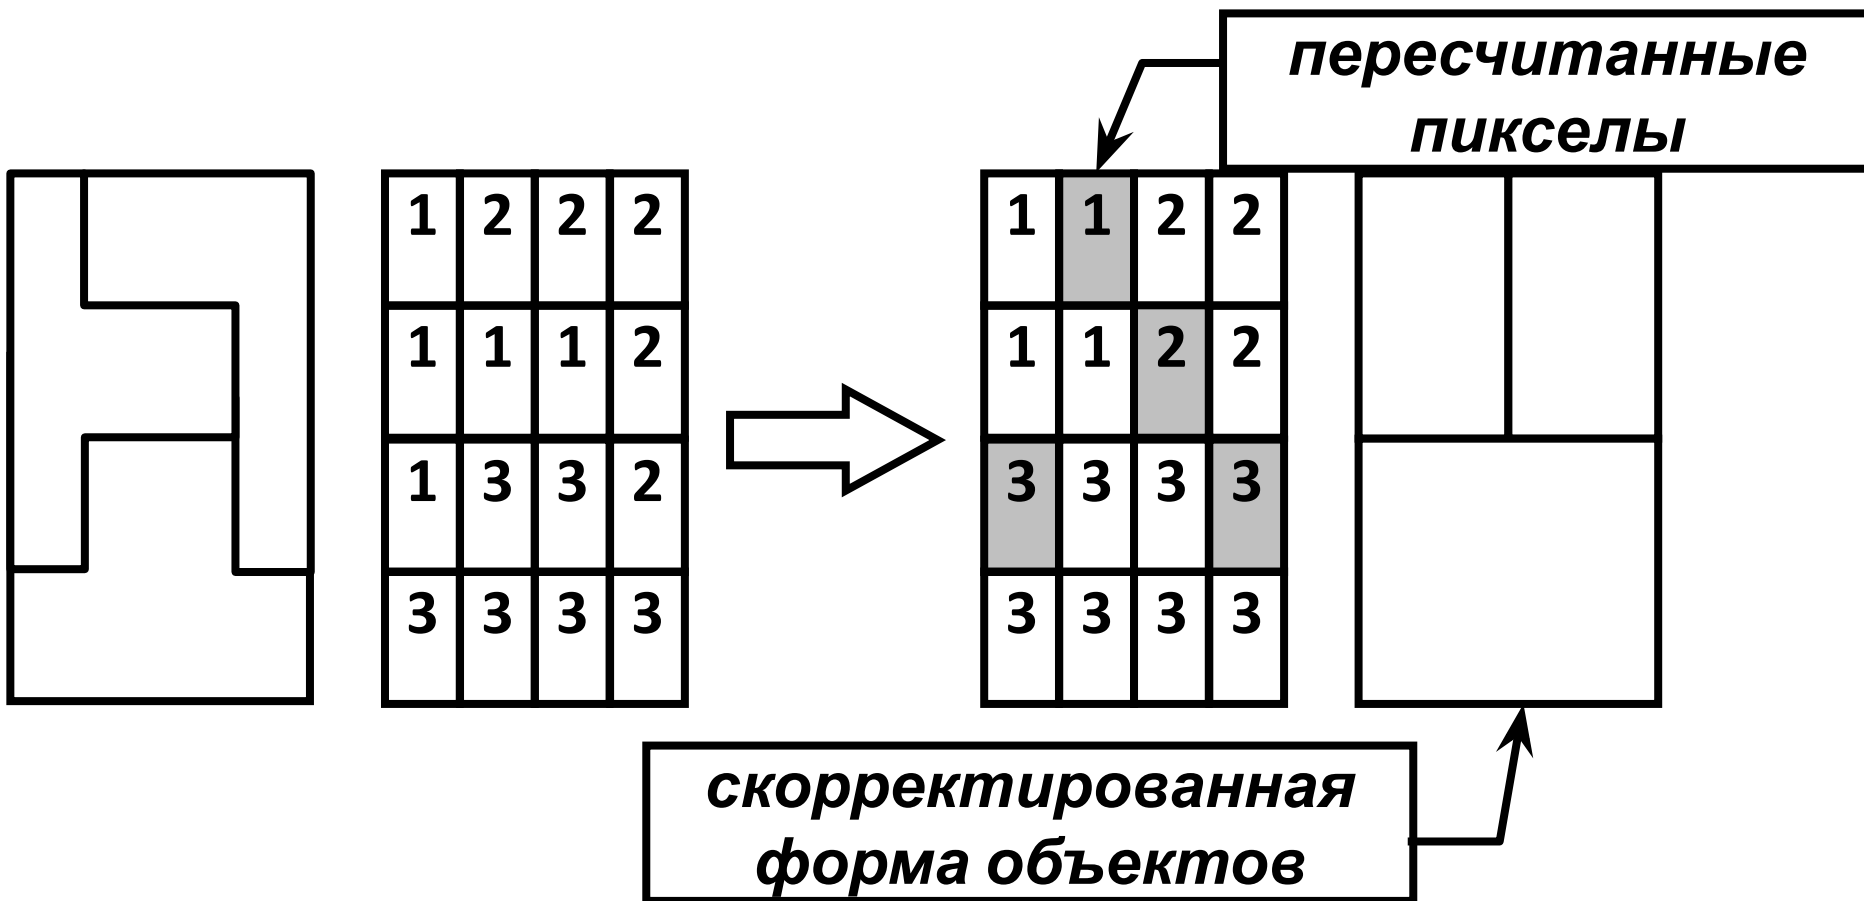 пересчитанные
пикселы
1 2 2 2
1 1 1 2
1 3 3 2
3 3 3 3
1 1 2 2
1 1 2 2
3 3 3 3
3 3 3 3
скорректированная
форма объектов